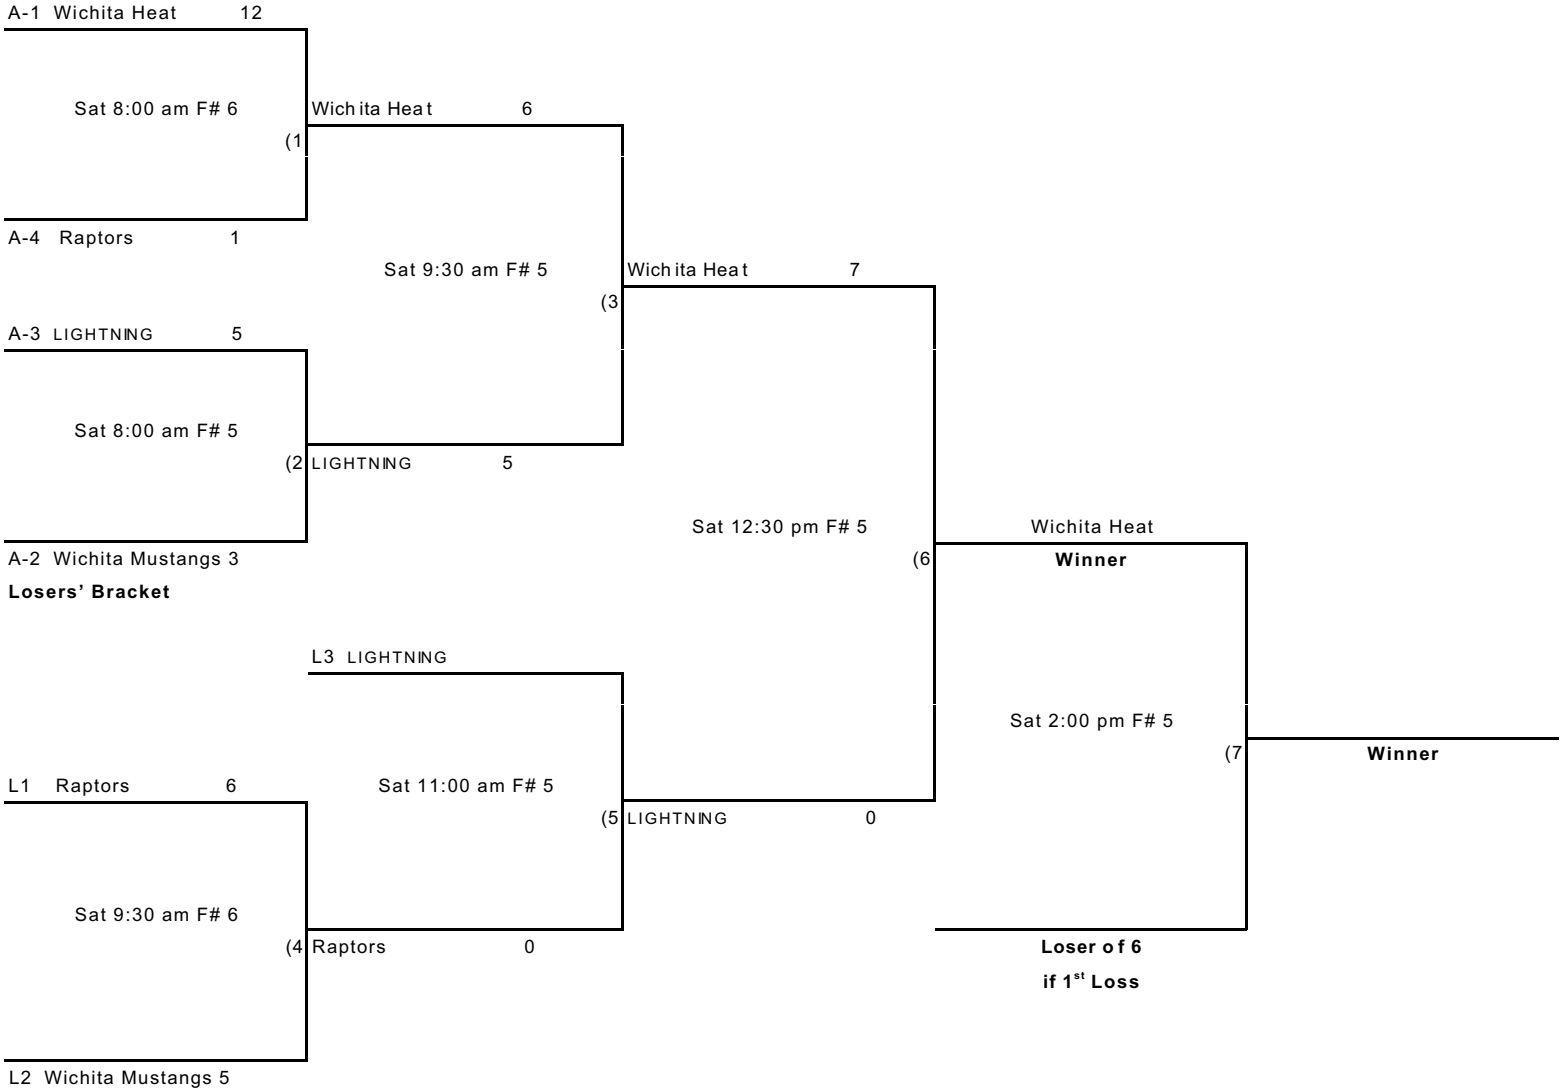 A-1 Wichita Heat 12
Sat 8:00 am F# 6
Wichita Heat 6
(1
A-4 Raptors 1
Sat 9:30 am F# 5
Wichita Heat 7
(3
A-3 LIGHTNING 5
Sat 8:00 am F# 5
(2
LIGHTNING 5
Sat 12:30 pm F# 5
Wichita Heat
A-2 Wichita Mustangs 3
(6
Winner
Losers’ Bracket
L3 LIGHTNING
Sat 2:00 pm F# 5
(7
Winner
L1 Raptors 6
Sat 11:00 am F# 5
(5
LIGHTNING 0
Sat 9:30 am F# 6
(4
Raptors 0
Loser of 6
if 1st Loss
L2 Wichita Mustangs 5